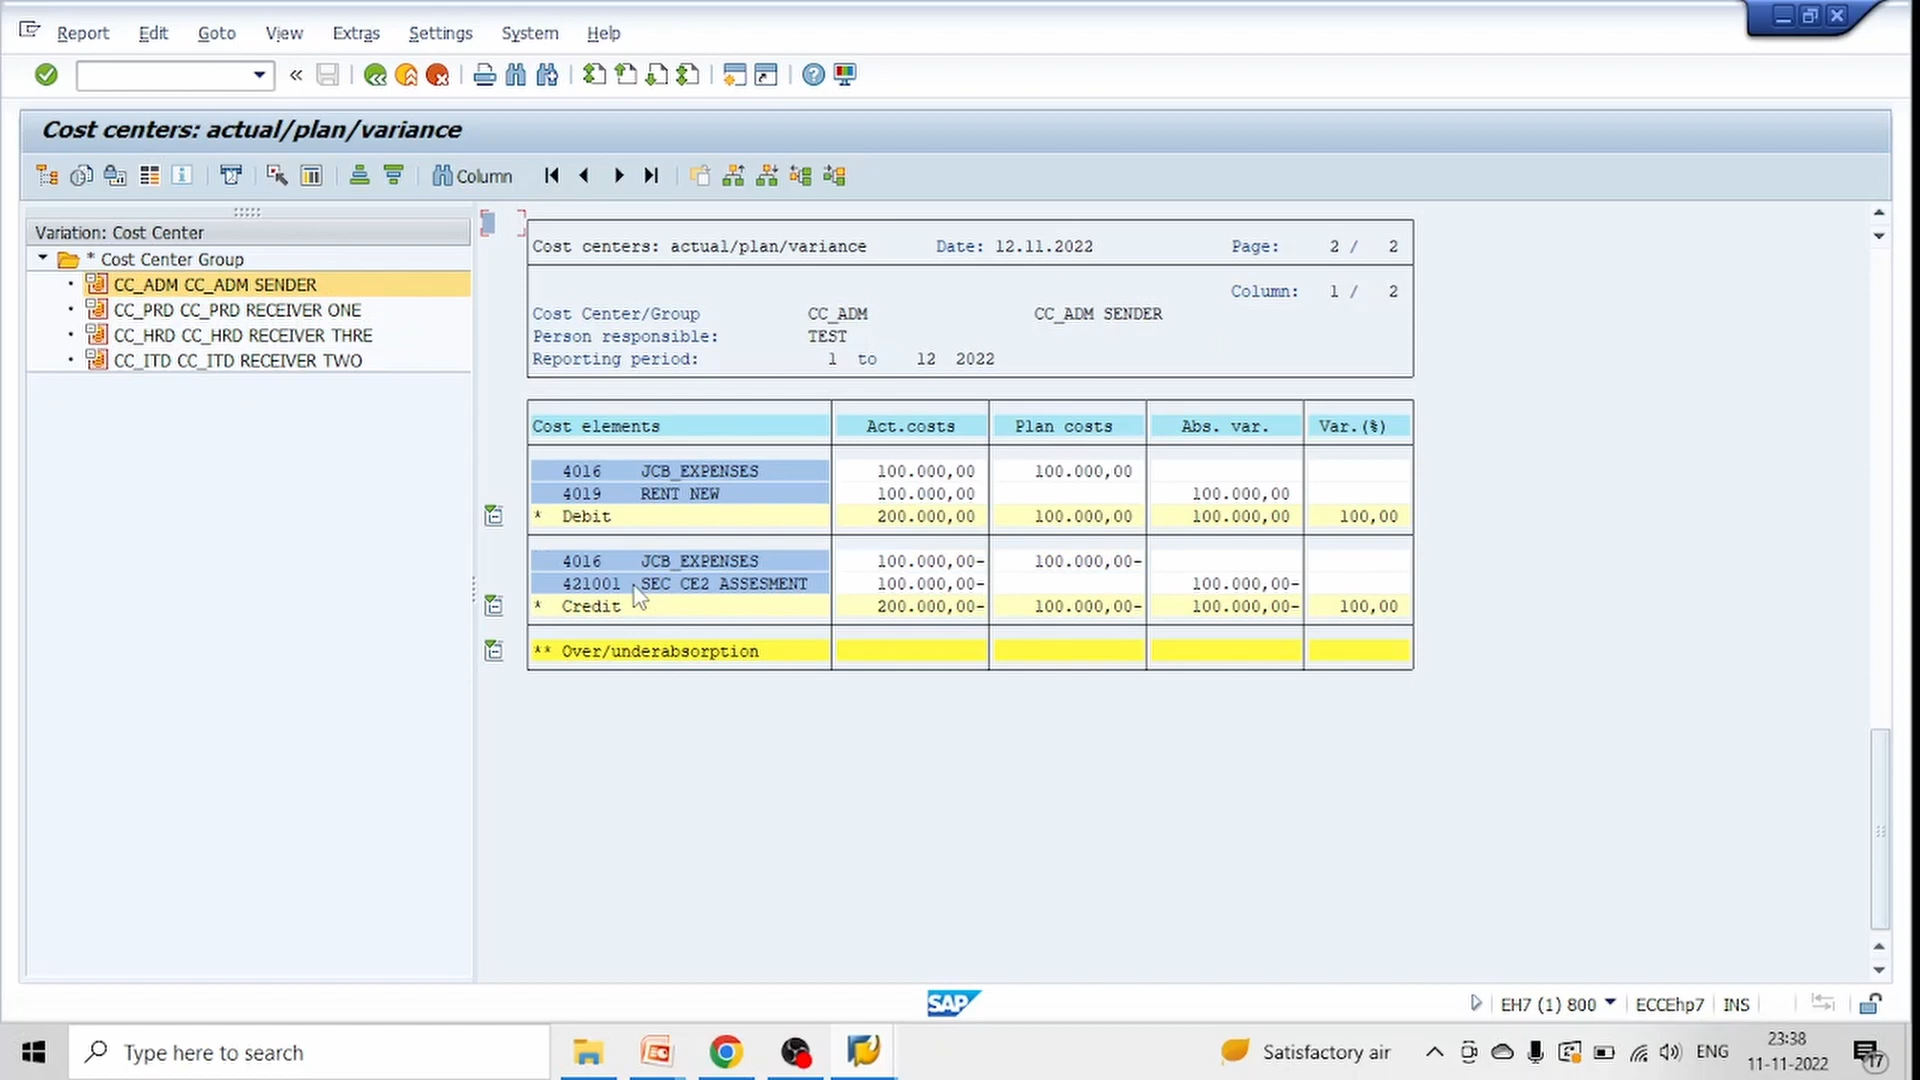 Report Edit Goto View Extras Settings System Help
Cost centers: actual/plan/variance
Column
Variation: Cost Center
* Cost Center Group
CC_ADM CC_ADM SENDER
CC_PRD CC_PRD RECEIVER ONE
CC_HRD CC_HRD RECEIVER THRE
CC_ITD CC_ITD RECEIVER TWO
Cost centers: actual/plan/variance Date: 12.11.2022 Page: 2 / 2
Column: 1 / 2
Cost Center/Group CC_ADM CC_ADM SENDER
Person responsible: TEST
Reporting period: 1 to 12 2022
Cost elements Act.costs Plan costs Abs. var. Var.(%)
4016 JCB_EXPENSES 100.000,00 100.000,00
4019 RENT NEW 100.000,00 100.000,00
* Debit 200.000,00 100.000,00 100.000,00 100,00
4016 JCB_EXPENSES 100.000,00- 100.000,00-
421001 SEC CE2 ASSESMENT 100.000,00- 100.000,00-
* Credit 200.000,00- 100.000,00- 100.000,00- 100,00
** Over/underabsorption
SAP
EH7 (1) 800 ECCEhp7 INS
Type here to search
Satisfactory air
ENG
23:38
11-11-2022
17